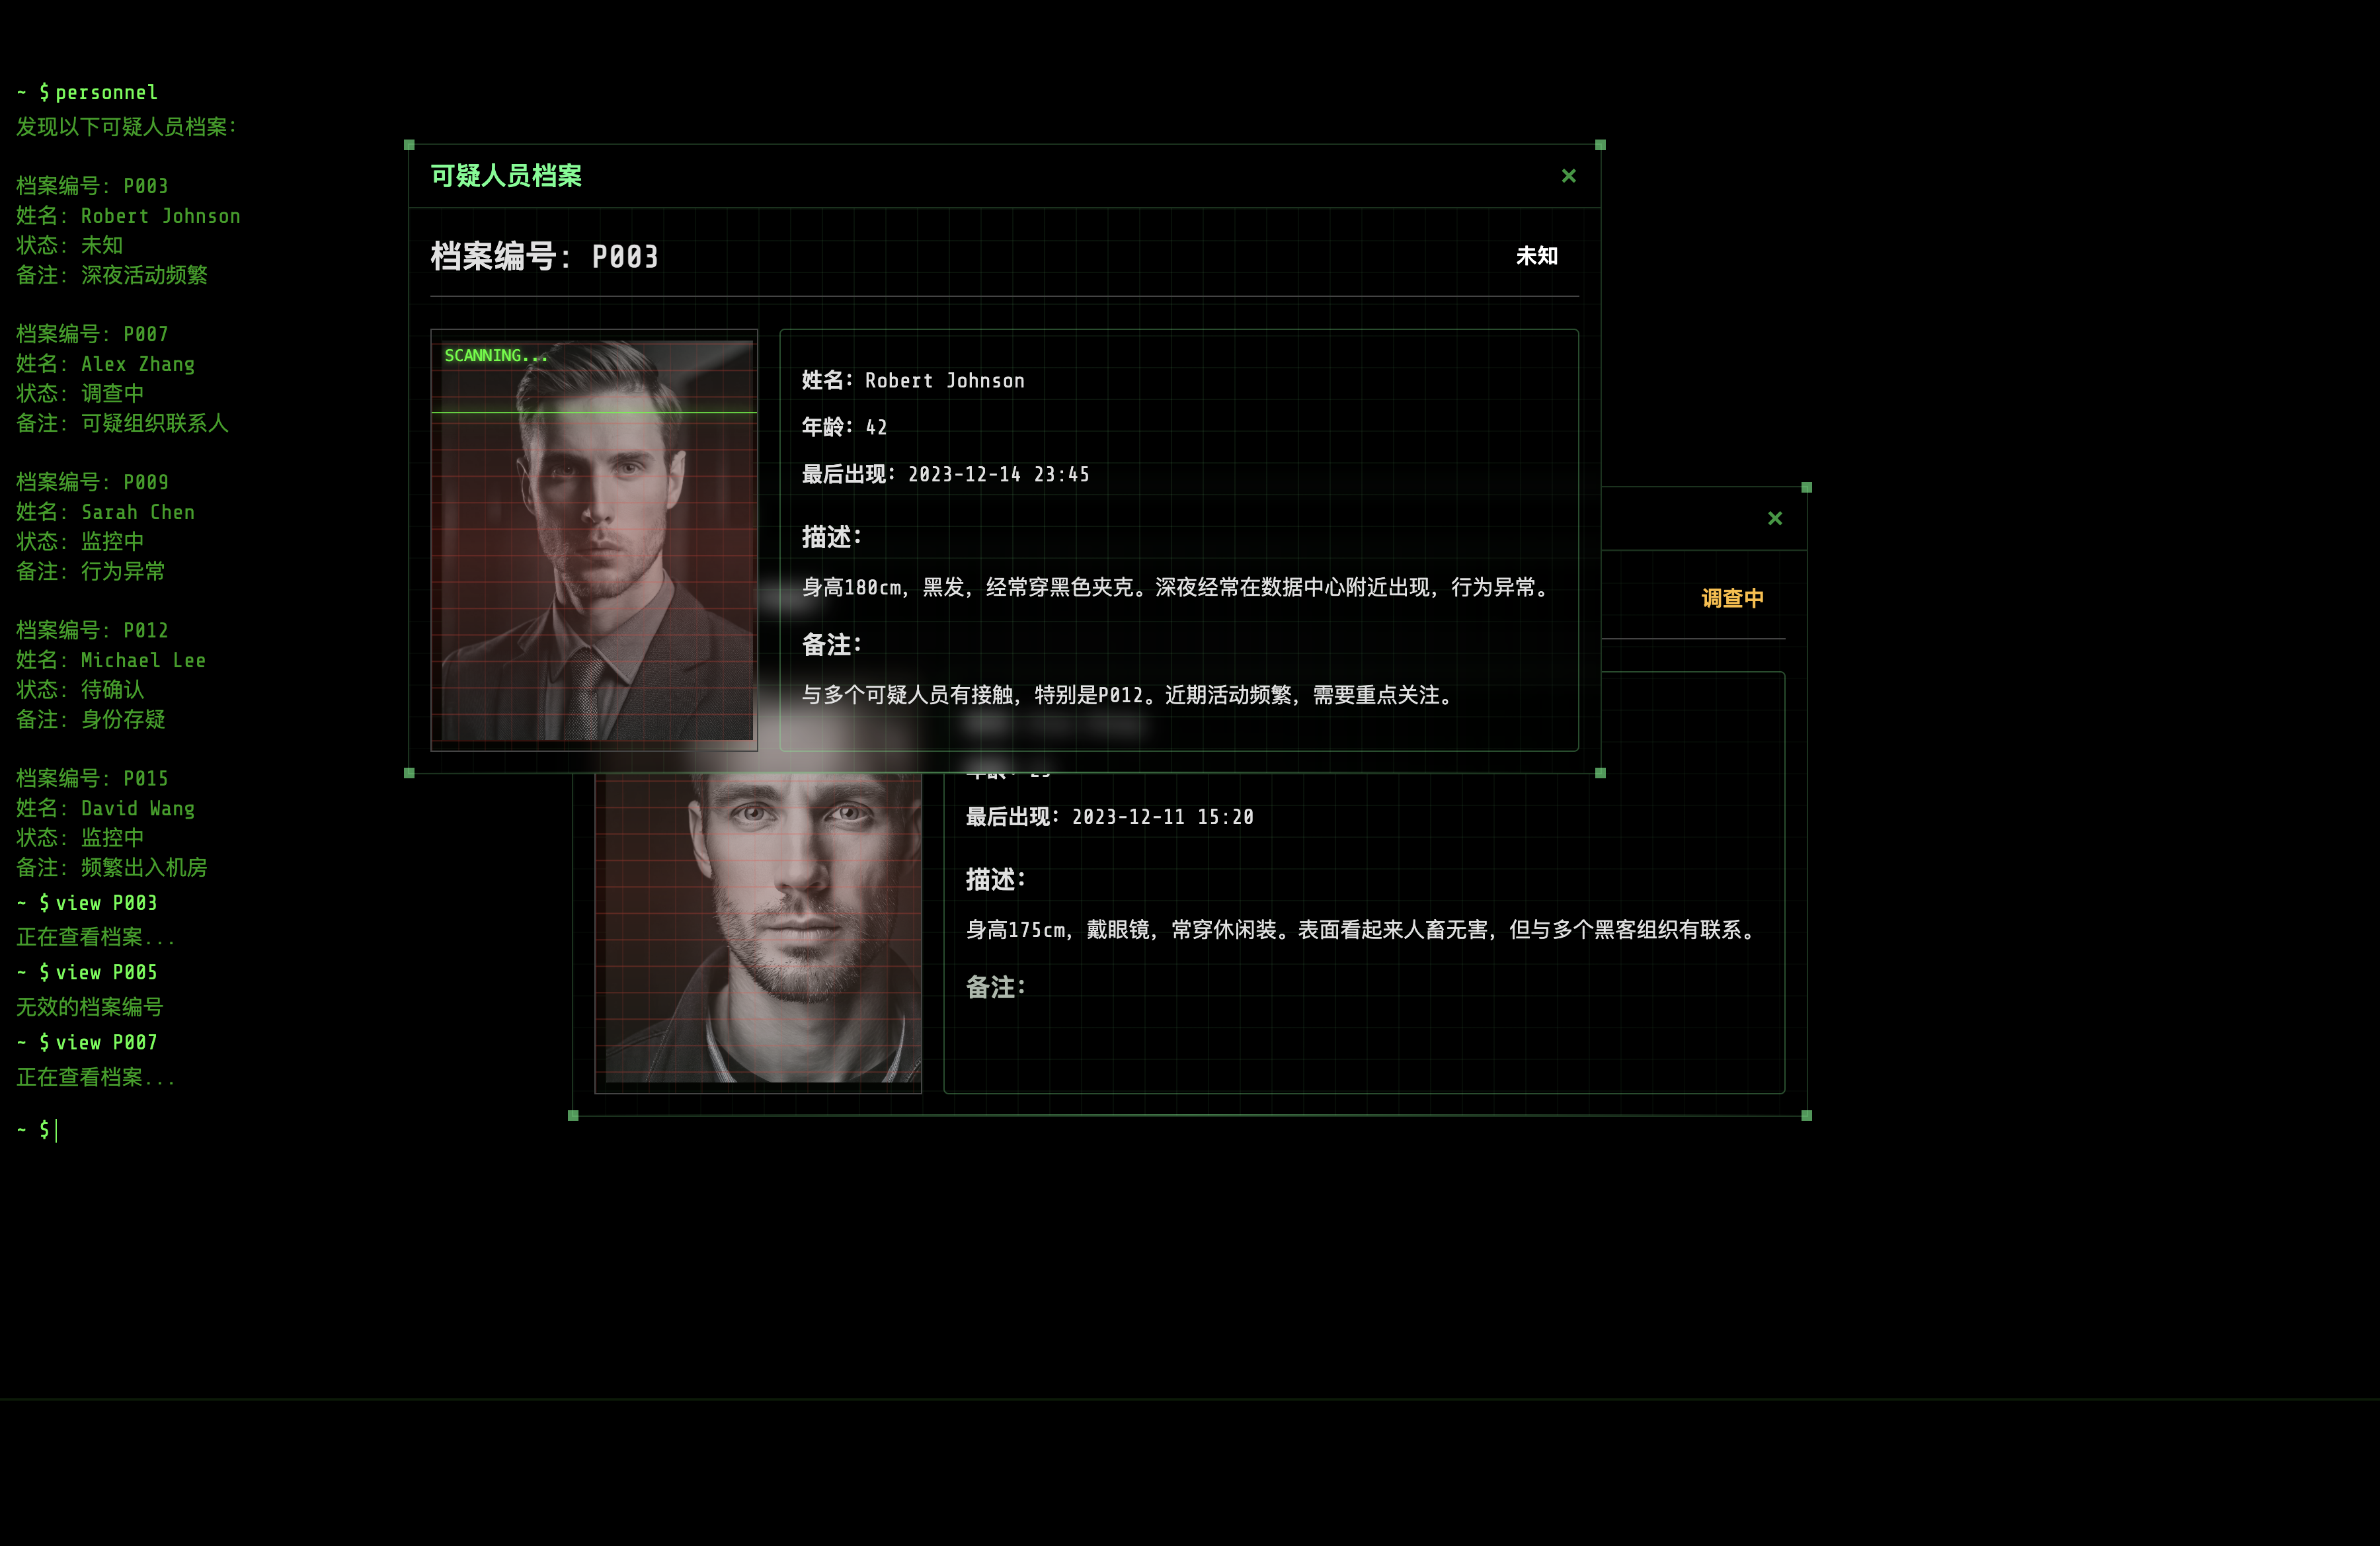 ~ $ personnel
发现以下可疑人员档案：
档案编号：P003
姓名：Robert Johnson
状态：未知
备注：深夜活动频繁
档案编号：P007
姓名：Alex Zhang
状态：调查中
备注：可疑组织联系人
档案编号：P009
姓名：Sarah Chen
状态：监控中
备注：行为异常
档案编号：P012
姓名：Michael Lee
状态：待确认
备注：身份存疑
档案编号：P015
姓名：David Wang
状态：监控中
备注：频繁出入机房
~ $ view P003
正在查看档案...
~ $ view P005
无效的档案编号
~ $ view P007
正在查看档案...
~ $
可疑人员档案
×
档案编号：P003
未知
SCANNING...
姓名：Robert Johnson
年龄：42
最后出现：2023-12-14 23:45
描述：
身高180cm，黑发，经常穿黑色夹克。深夜经常在数据中心附近出现，行为异常。
备注：
与多个可疑人员有接触，特别是P012。近期活动频繁，需要重点关注。
×
调查中
最后出现：2023-12-11 15:20
描述：
身高175cm，戴眼镜，常穿休闲装。表面看起来人畜无害，但与多个黑客组织有联系。
备注：